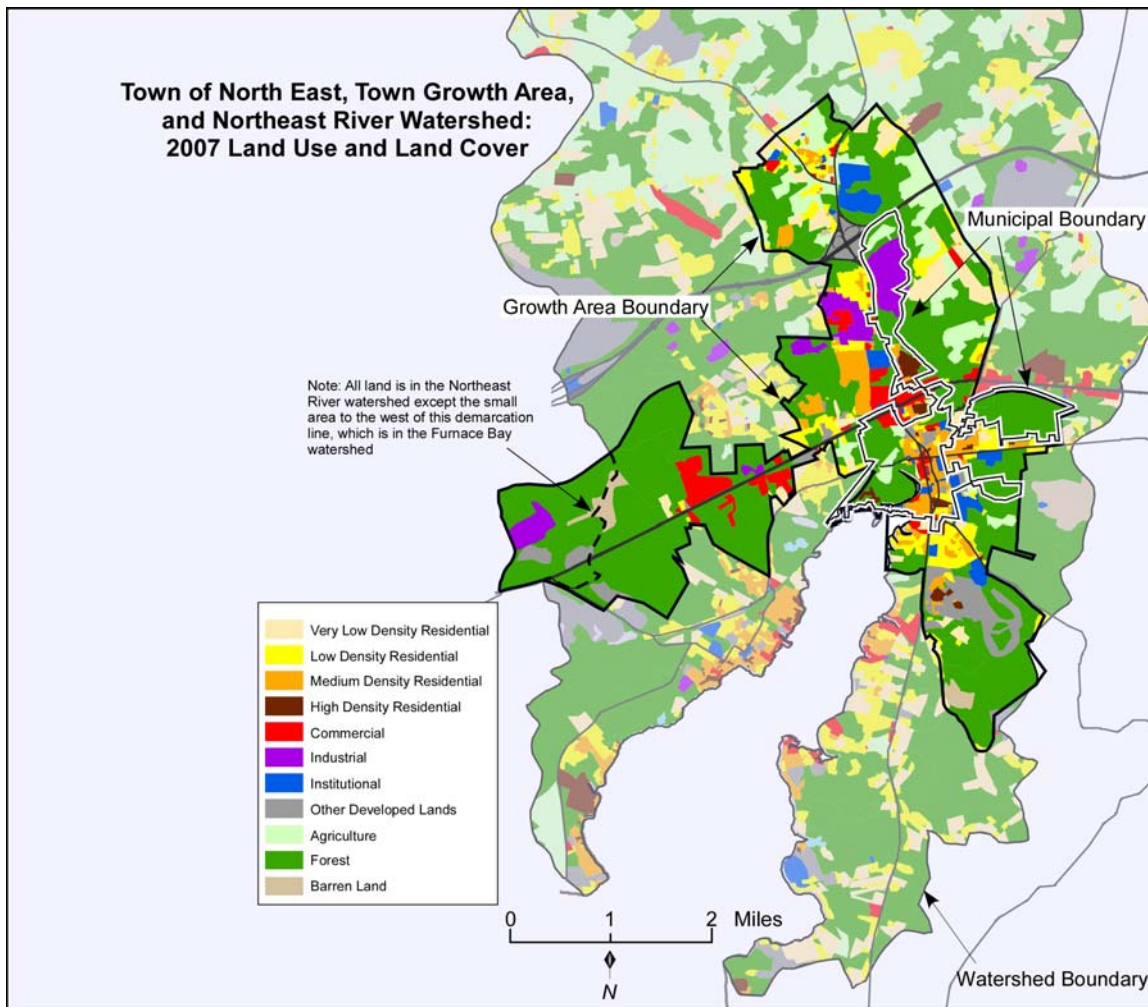 Town of North East, Town Growth Area,
and Northeast River Watershed:
2007 Land Use and Land Cover
Municipal Boundary
Growth Area Boundary
Note: All land is in the Northeast
River watershed except the small
area to the west of this demarcation
line, which is in the Furnace Bay
watershed
Very Low Density Residential
Low Density Residential
Medium Density Residential
High Density Residential
Commercial
Industrial
Institutional
Other Developed Lands
Agriculture
Forest
Barren Land
0 1 2 Miles
N
Watershed Boundary